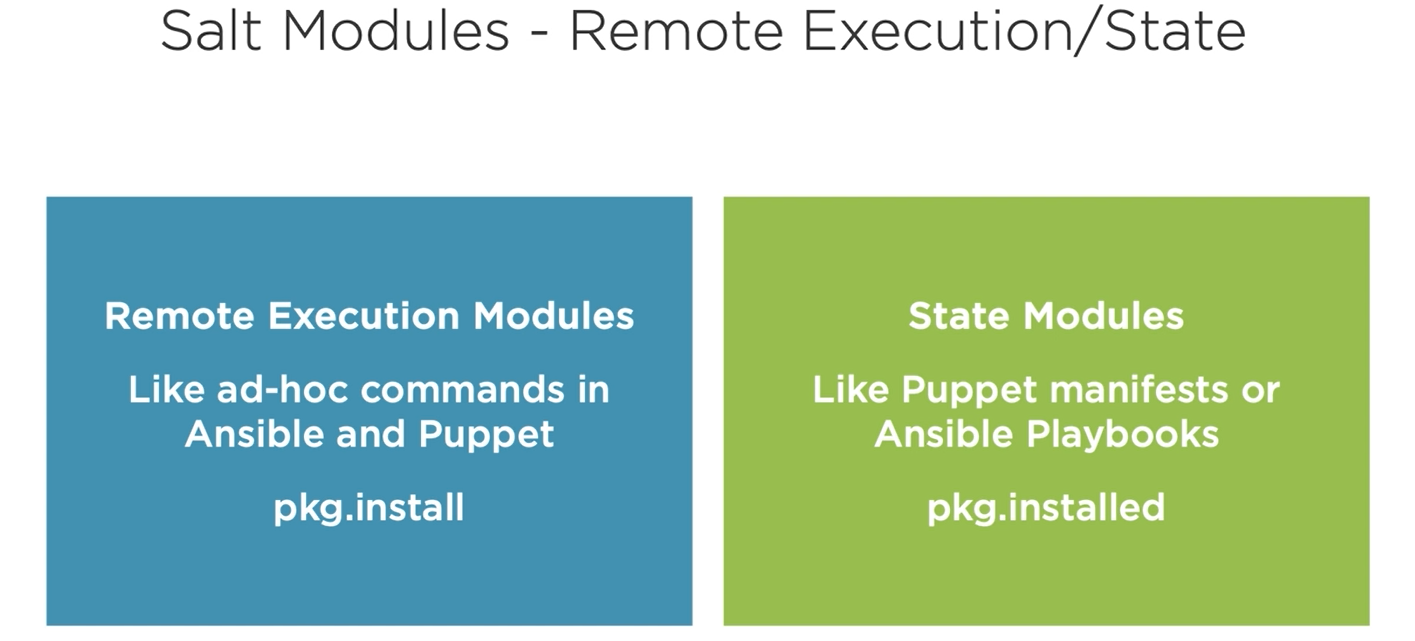 Salt Modules - Remote Execution/State
Remote Execution Modules
Like ad-hoc commands in
Ansible and Puppet
pkg.install
State Modules
Like Puppet manifests or
Ansible Playbooks
pkg.installed